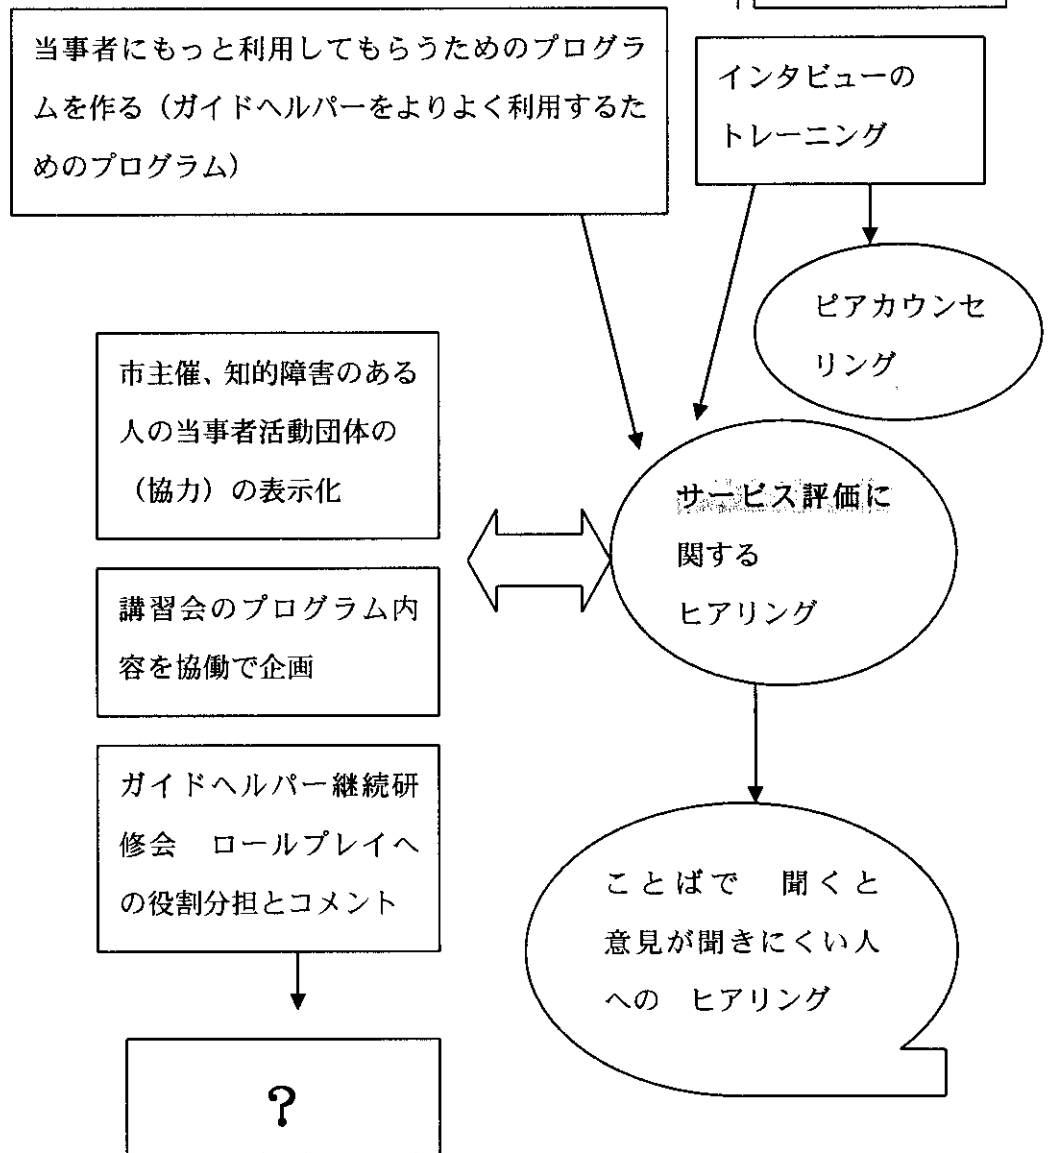 当事者にもっと利用してもらうためのプログラ
ムを作る（ガイドヘルパーをよりよく利用するた
めのプログラム）
インタビューの
トレーニング
ピアカウンセ
リング
市主催、知的障害のある
人の当事者活動団体の
（協力）の表示化
サービス評価に
関する
ヒアリング
講習会のプログラム内
容を協働で企画
ガイドヘルパー継続研
修会　ロールプレイへ
の役割分担とコメント
ことばで　聞くと
意見が聞きにくい人
への　ヒアリング
？